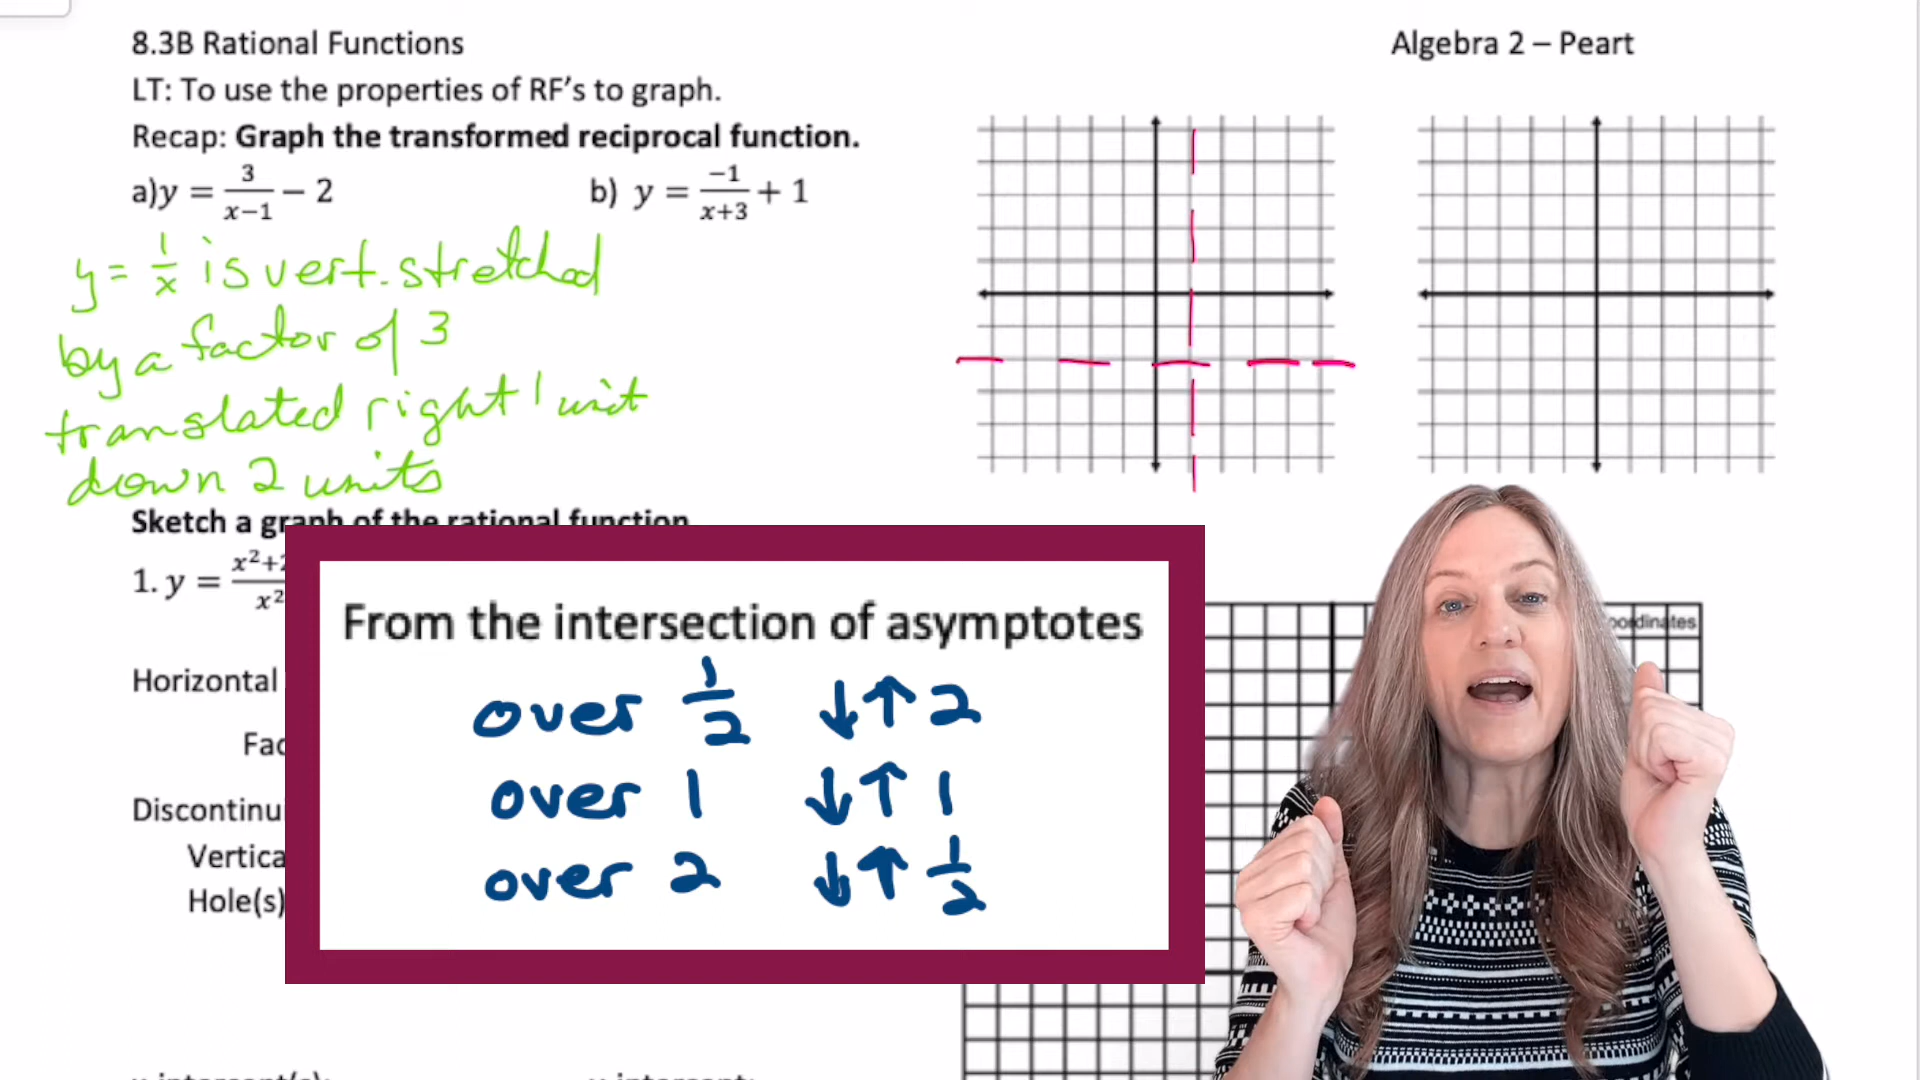 8.3B Rational Functions
Algebra 2 – Peart
LT: To use the properties of RF's to graph.
Recap: Graph the transformed reciprocal function.
a)y = 3/(x−1) − 2
b) y = −1/(x+3) + 1
y = 1/x is vert. stretched
by a factor of 3
translated right 1 unit
down 2 units
Sketch a graph of the rational function
1. y =
Horizontal
Discontinu
Vertica
Hole(s)
From the intersection of asymptotes
over 1/2 ↓↑ 2
over 1 ↓↑ 1
over 2 ↓↑ 1/2